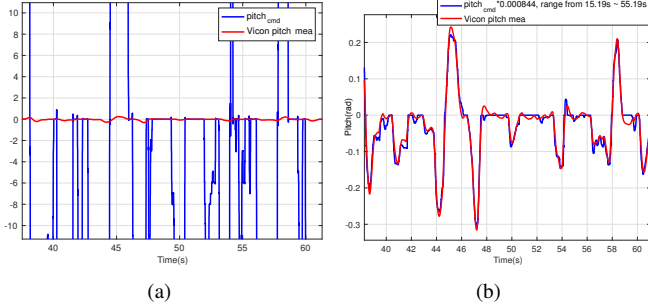 pitch_cmd
Vicon pitch mea
10
8
6
4
2
0
-2
-4
-6
-8
-10
40 45 50 55 60
Time(s)
(a)
pitch_cmd *0.000844, range from 15.19s ~ 55.19s
Vicon pitch mea
Pitch(rad)
0.2
0.1
0
-0.1
-0.2
-0.3
40 42 44 46 48 50 52 54 56 58 60
Time(s)
(b)